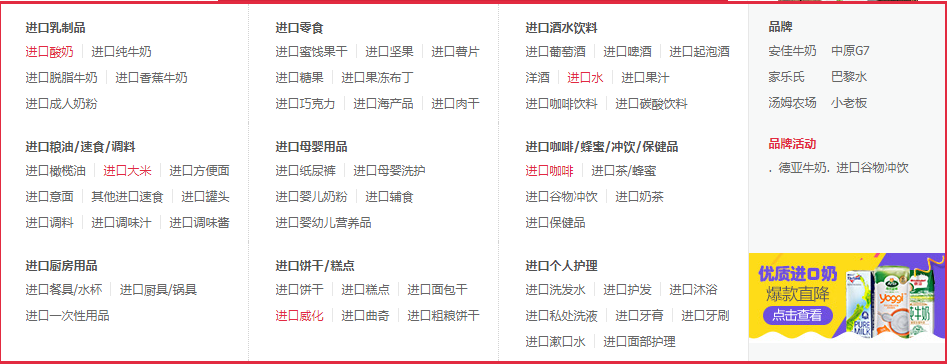 进口乳制品
进口酸奶 进口纯牛奶
进口脱脂牛奶 进口香蕉牛奶
进口成人奶粉
进口零食
进口蜜饯果干 进口坚果 进口薯片
进口糖果 进口果冻布丁
进口巧克力 进口海产品 进口肉干
进口酒水饮料
进口葡萄酒 进口啤酒 进口起泡酒
洋酒 进口水 进口果汁
进口咖啡饮料 进口碳酸饮料
进口粮油/速食/调料
进口橄榄油 进口大米 进口方便面
进口意面 其他进口速食 进口罐头
进口调料 进口调味汁 进口调味酱
进口母婴用品
进口纸尿裤 进口母婴洗护
进口婴儿奶粉 进口辅食
进口婴幼儿营养品
进口咖啡/蜂蜜/冲饮/保健品
进口咖啡 进口茶/蜂蜜
进口谷物冲饮 进口奶茶
进口保健品
进口厨房用品
进口餐具/水杯 进口厨具/锅具
进口一次性用品
进口饼干/糕点
进口饼干 进口糕点 进口面包干
进口威化 进口曲奇 进口粗粮饼干
进口个人护理
进口洗发水 进口护发 进口沐浴
进口私处洗液 进口牙膏 进口牙刷
进口漱口水 进口面部护理
品牌
安佳牛奶 中原G7
家乐氏 巴黎水
汤姆农场 小老板
品牌活动
. 德亚牛奶. 进口谷物冲饮
优质进口奶
爆款直降
点击查看
PURE
MILK
Arla
yoggi
纯牛奶